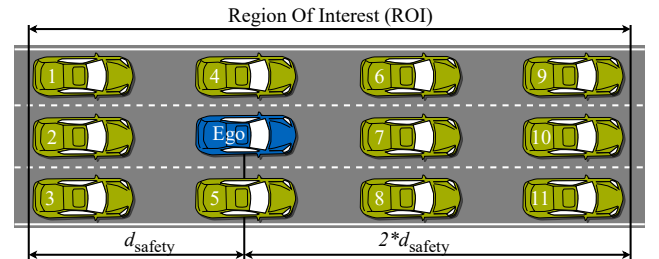 Region Of Interest (ROI)
1 4 6 9
2 Ego 7 10
3 5 8 11
d_safety 2*d_safety